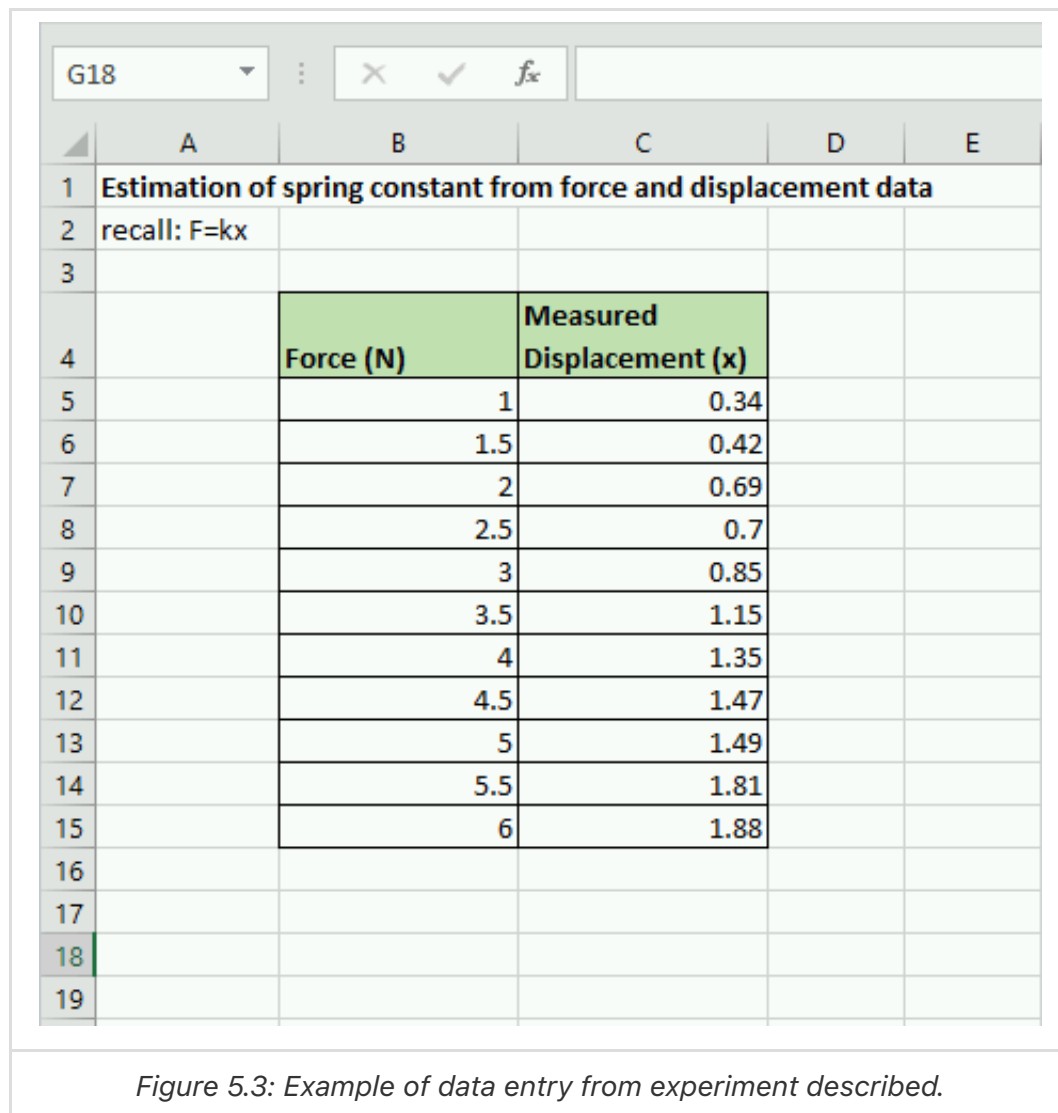 G18 fx
A B C D E
1 Estimation of spring constant from force and displacement data
2 recall: F=kx
3
Measured
4 Force (N) Displacement (x)
5 1 0.34
6 1.5 0.42
7 2 0.69
8 2.5 0.7
9 3 0.85
10 3.5 1.15
11 4 1.35
12 4.5 1.47
13 5 1.49
14 5.5 1.81
15 6 1.88
16
17
18
19
Figure 5.3: Example of data entry from experiment described.